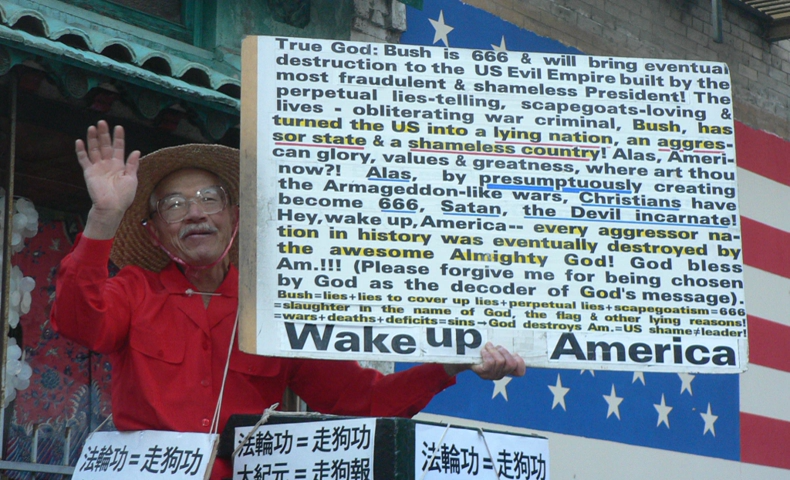 True God: Bush is 666 & will bring eventual
destruction to the US Evil Empire built by the
most fraudulent & shameless President! The
perpetual lies-telling, scapegoats-loving &
lives - obliterating war criminal, Bush, has
turned the US into a lying nation, an aggres-
sor state & a shameless country! Alas, Ameri-
can glory, values & greatness, where art thou
now?! Alas, by presumptuously creating
the Armageddon-like wars, Christians have
become 666, Satan, the Devil incarnate!
Hey, wake up, America-- every aggressor na-
tion in history was eventually destroyed by
the awesome Almighty God! God bless
Am.!!! (Please forgive me for being chosen
by God as the decoder of God's message).
Bush=lies+lies to cover up lies+perpetual lies+scapegoatism=666
=slaughter in the name of God, the flag & other lying reasons!
=wars+deaths+deficits=sins→God destroys Am.=US shame≠leader!
Wake up America
法輪功=走狗功
法輪功=走狗功
大紀元=走狗報
法輪功=走狗功